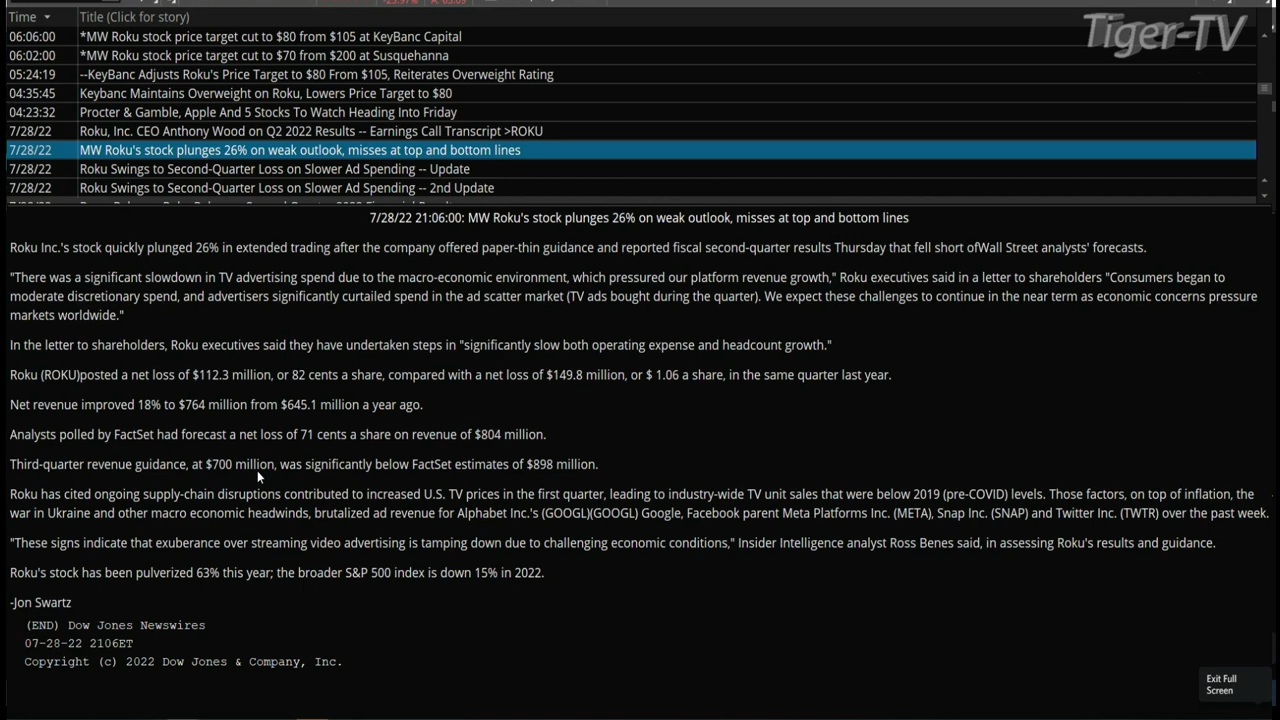 Time Title (Click for story)
Tiger-TV
06:06:00 *MW Roku stock price target cut to $80 from $105 at KeyBanc Capital
06:02:00 *MW Roku stock price target cut to $70 from $200 at Susquehanna
05:24:19 --KeyBanc Adjusts Roku's Price Target to $80 From $105, Reiterates Overweight Rating
04:35:45 Keybanc Maintains Overweight on Roku, Lowers Price Target to $80
04:23:32 Procter & Gamble, Apple And 5 Stocks To Watch Heading Into Friday
7/28/22 Roku, Inc. CEO Anthony Wood on Q2 2022 Results -- Earnings Call Transcript >ROKU
7/28/22 MW Roku's stock plunges 26% on weak outlook, misses at top and bottom lines
7/28/22 Roku Swings to Second-Quarter Loss on Slower Ad Spending -- Update
7/28/22 Roku Swings to Second-Quarter Loss on Slower Ad Spending -- 2nd Update
7/28/22 21:06:00: MW Roku's stock plunges 26% on weak outlook, misses at top and bottom lines
Roku Inc.'s stock quickly plunged 26% in extended trading after the company offered paper-thin guidance and reported fiscal second-quarter results Thursday that fell short ofWall Street analysts' forecasts.
"There was a significant slowdown in TV advertising spend due to the macro-economic environment, which pressured our platform revenue growth," Roku executives said in a letter to shareholders "Consumers began to
moderate discretionary spend, and advertisers significantly curtailed spend in the ad scatter market (TV ads bought during the quarter). We expect these challenges to continue in the near term as economic concerns pressure
markets worldwide."
In the letter to shareholders, Roku executives said they have undertaken steps in "significantly slow both operating expense and headcount growth."
Roku (ROKU)posted a net loss of $112.3 million, or 82 cents a share, compared with a net loss of $149.8 million, or $ 1.06 a share, in the same quarter last year.
Net revenue improved 18% to $764 million from $645.1 million a year ago.
Analysts polled by FactSet had forecast a net loss of 71 cents a share on revenue of $804 million.
Third-quarter revenue guidance, at $700 million, was significantly below FactSet estimates of $898 million.
Roku has cited ongoing supply-chain disruptions contributed to increased U.S. TV prices in the first quarter, leading to industry-wide TV unit sales that were below 2019 (pre-COVID) levels. Those factors, on top of inflation, the
war in Ukraine and other macro economic headwinds, brutalized ad revenue for Alphabet Inc.'s (GOOGL)(GOOGL) Google, Facebook parent Meta Platforms Inc. (META), Snap Inc. (SNAP) and Twitter Inc. (TWTR) over the past week.
"These signs indicate that exuberance over streaming video advertising is tamping down due to challenging economic conditions," Insider Intelligence analyst Ross Benes said, in assessing Roku's results and guidance.
Roku's stock has been pulverized 63% this year; the broader S&P 500 index is down 15% in 2022.
-Jon Swartz
(END) Dow Jones Newswires
07-28-22 2106ET
Copyright (c) 2022 Dow Jones & Company, Inc.
Exit Full
Screen